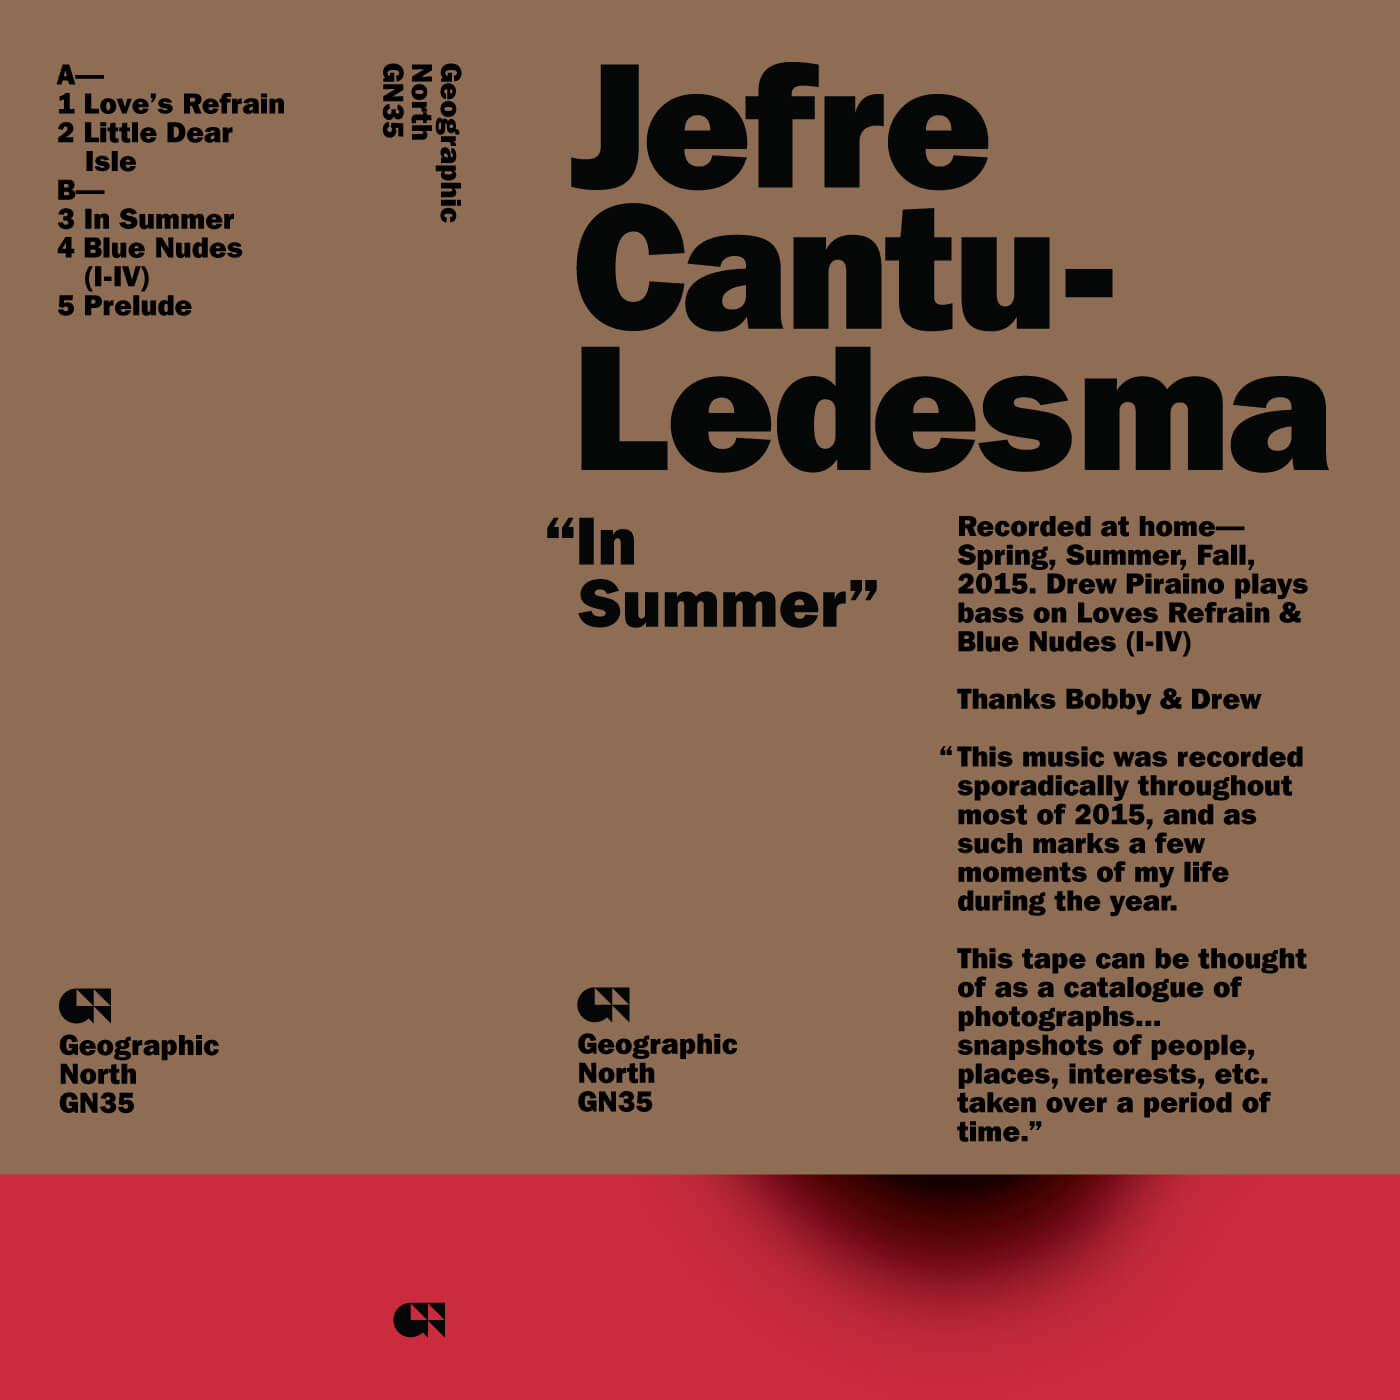 A—
1 Love’s Refrain
2 Little Dear
Isle
B—
3 In Summer
4 Blue Nudes
(I-IV)
5 Prelude
Geographic
North
GN35
Jefre
Cantu-
Ledesma
“In
Summer”
Recorded at home—
Spring, Summer, Fall,
2015. Drew Piraino plays
bass on Loves Refrain &
Blue Nudes (I-IV)
Thanks Bobby & Drew
“This music was recorded
sporadically throughout
most of 2015, and as
such marks a few
moments of my life
during the year.
This tape can be thought
of as a catalogue of
photographs...
snapshots of people,
places, interests, etc.
taken over a period of
time.”
GN
Geographic
North
GN35
GN
Geographic
North
GN35
GN